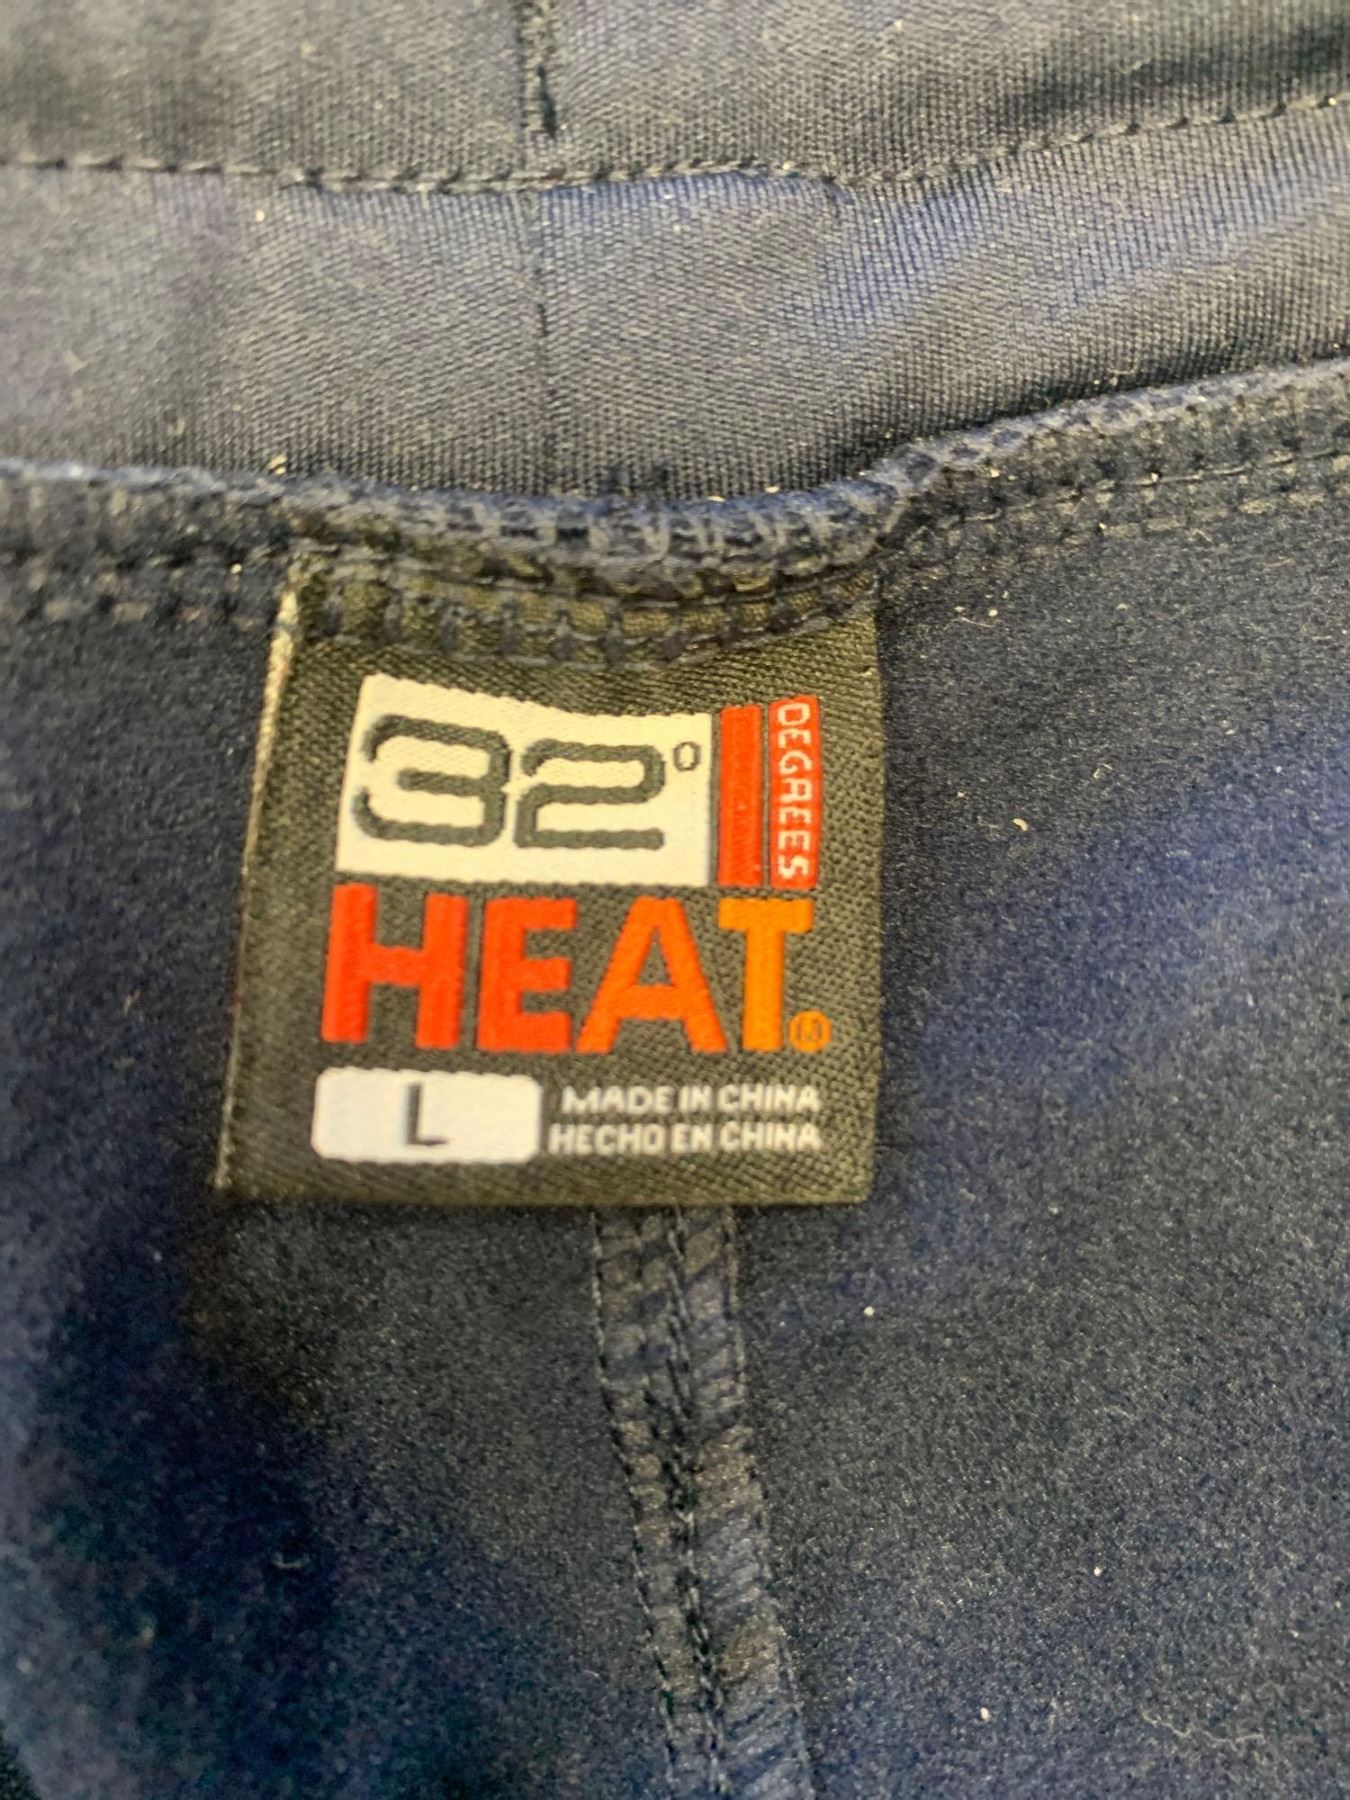 32°
DEGREES
HEAT®
L
MADE IN CHINA
HECHO EN CHINA